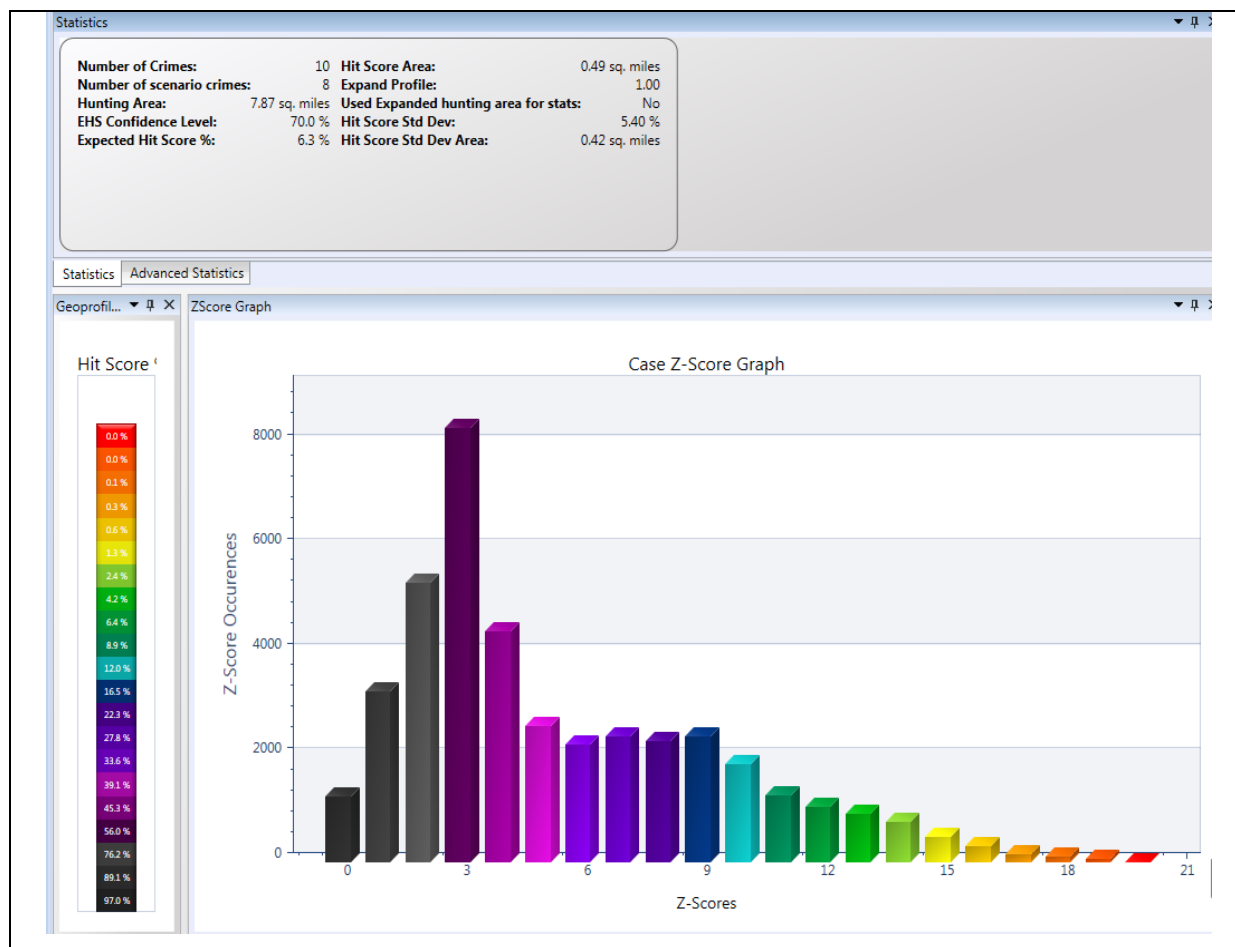 Statistics
Number of Crimes: 10 Hit Score Area: 0.49 sq. miles
Number of scenario crimes: 8 Expand Profile: 1.00
Hunting Area: 7.87 sq. miles Used Expanded hunting area for stats: No
EHS Confidence Level: 70.0 % Hit Score Std Dev: 5.40 %
Expected Hit Score %: 6.3 % Hit Score Std Dev Area: 0.42 sq. miles
Statistics Advanced Statistics
Geoprofil...
Hit Score
0.0 %
0.0 %
0.1 %
0.3 %
0.6 %
1.3 %
2.4 %
4.2 %
6.4 %
8.9 %
12.0 %
16.5 %
22.3 %
27.8 %
33.6 %
39.1 %
45.3 %
56.0 %
76.2 %
89.1 %
97.0 %
ZScore Graph
Case Z-Score Graph
Z-Score Occurences
8000
6000
4000
2000
0
0 3 6 9 12 15 18 21
Z-Scores